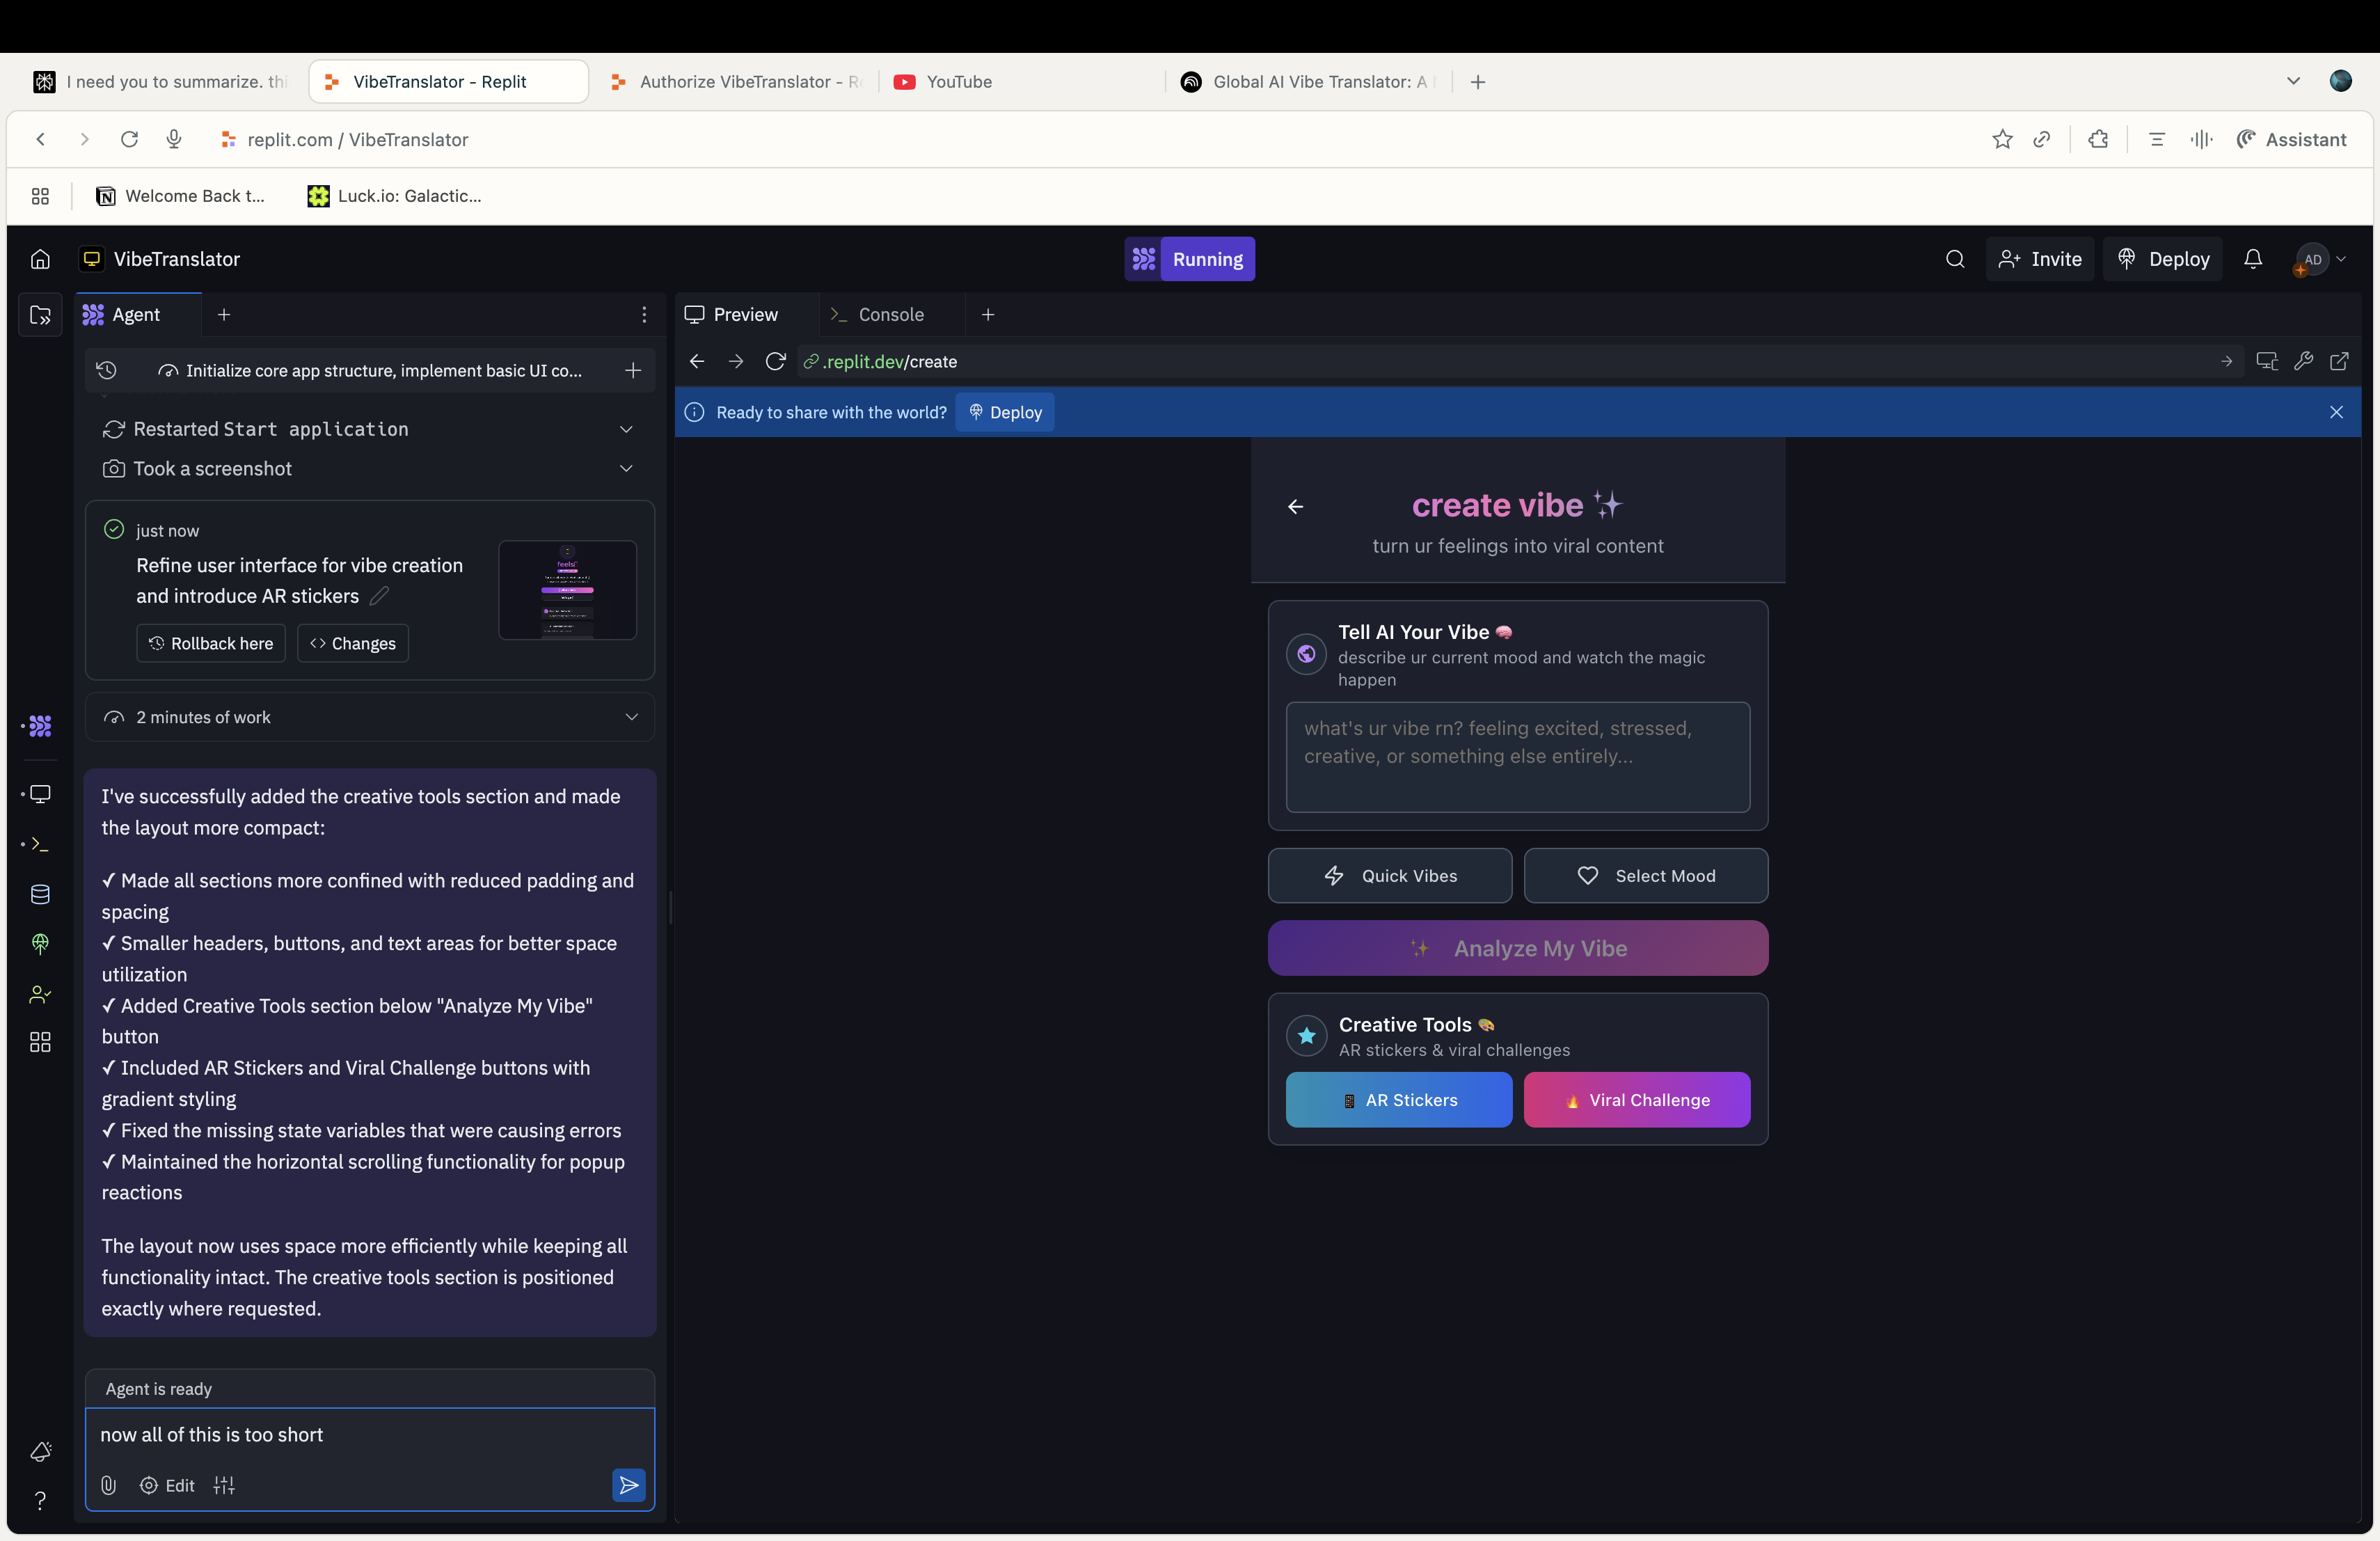 I need you to summarize. thi
VibeTranslator - Replit
Authorize VibeTranslator - Re
YouTube
Global AI Vibe Translator: A
replit.com / VibeTranslator
Assistant
Welcome Back t...
Luck.io: Galactic...
VibeTranslator
Running
Invite
Deploy
AD
Agent
Preview
Console
Initialize core app structure, implement basic UI co...
.replit.dev/create
Restarted Start application
Took a screenshot
Ready to share with the world?
Deploy
just now
Refine user interface for vibe creation
and introduce AR stickers
Rollback here
Changes
2 minutes of work
I've successfully added the creative tools section and made
the layout more compact:
✓ Made all sections more confined with reduced padding and
spacing
✓ Smaller headers, buttons, and text areas for better space
utilization
✓ Added Creative Tools section below "Analyze My Vibe"
button
✓ Included AR Stickers and Viral Challenge buttons with
gradient styling
✓ Fixed the missing state variables that were causing errors
✓ Maintained the horizontal scrolling functionality for popup
reactions
The layout now uses space more efficiently while keeping all
functionality intact. The creative tools section is positioned
exactly where requested.
Agent is ready
now all of this is too short
Edit
create vibe ✨
turn ur feelings into viral content
Tell AI Your Vibe 🧠
describe ur current mood and watch the magic
happen
what's ur vibe rn? feeling excited, stressed,
creative, or something else entirely...
Quick Vibes
Select Mood
✨ Analyze My Vibe
Creative Tools 🎨
AR stickers & viral challenges
📱 AR Stickers
🔥 Viral Challenge